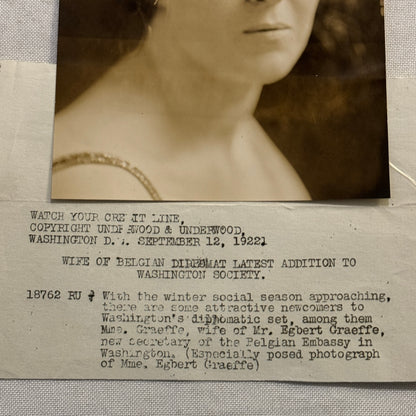 WATCH YOUR CREDIT LINE,
COPYRIGHT UNDERWOOD & UNDERWOOD,
WASHINGTON D.C. SEPTEMBER 12, 1922
WIFE OF BELGIAN DIPLOMAT LATEST ADDITION TO
WASHINGTON SOCIETY.
18762 RU With the winter social season approaching,
there are some attractive newcomers to
Washington's diplomatic set, among them
Mme. Graeffe, wife of Mr. Egbert Graeffe,
new secretary of the Belgian Embassy in
Washington. (Especially posed photograph
of Mme. Egbert Graeffe)